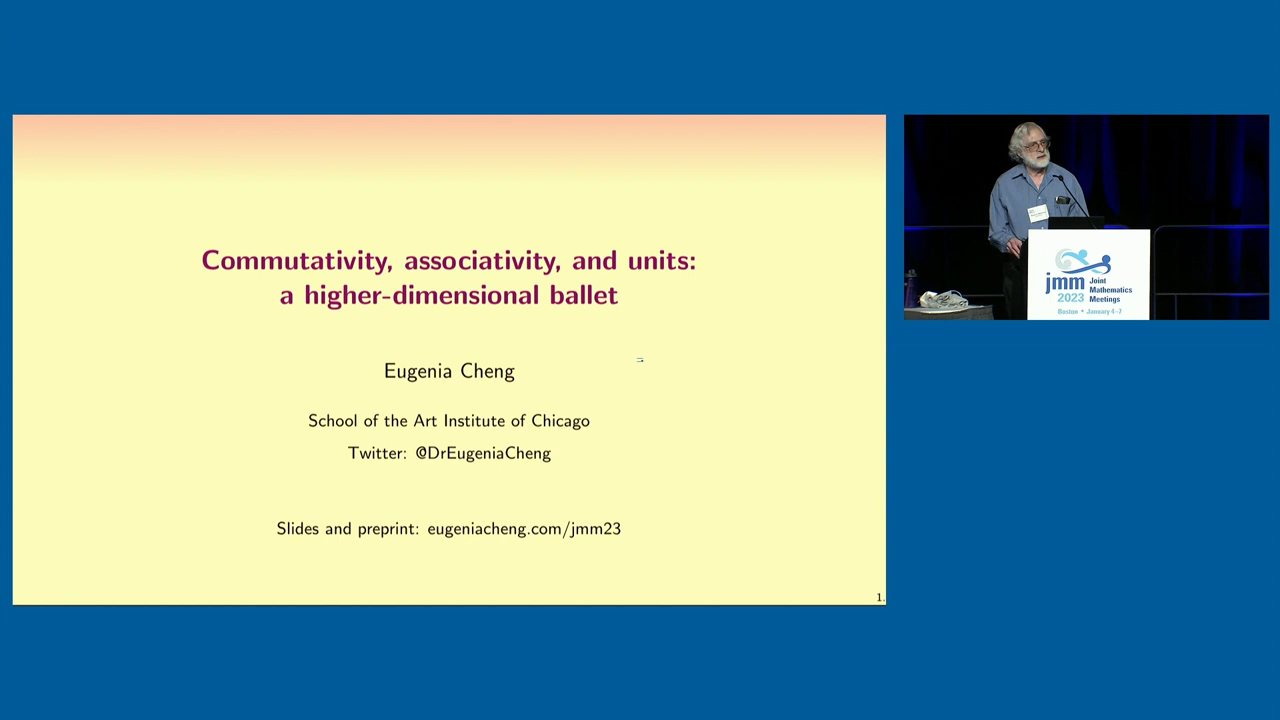 Commutativity, associativity, and units:
a higher-dimensional ballet
Eugenia Cheng
School of the Art Institute of Chicago
Twitter: @DrEugeniaCheng
Slides and preprint: eugeniacheng.com/jmm23
1.
jmm
2023
Joint
Mathematics
Meetings
Boston • January 4-7